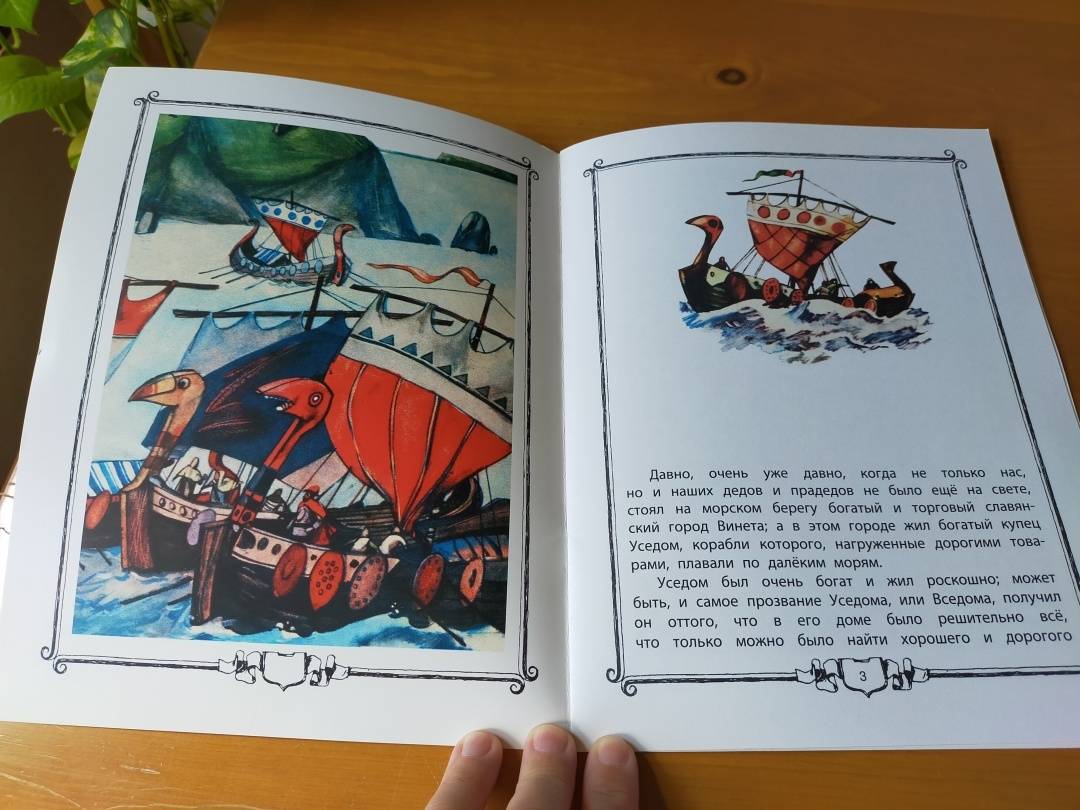 Давно, очень уже давно, когда не только нас,
но и наших дедов и прадедов не было ещё на свете,
стоял на морском берегу богатый и торговый славян-
ский город Винета; а в этом городе жил богатый купец
Уседом, корабли которого, нагруженные дорогими това-
рами, плавали по далёким морям.
Уседом был очень богат и жил роскошно; может
быть, и самое прозвание Уседома, или Вседома, получил
он оттого, что в его доме было решительно всё,
что только можно было найти хорошего и дорогого
3